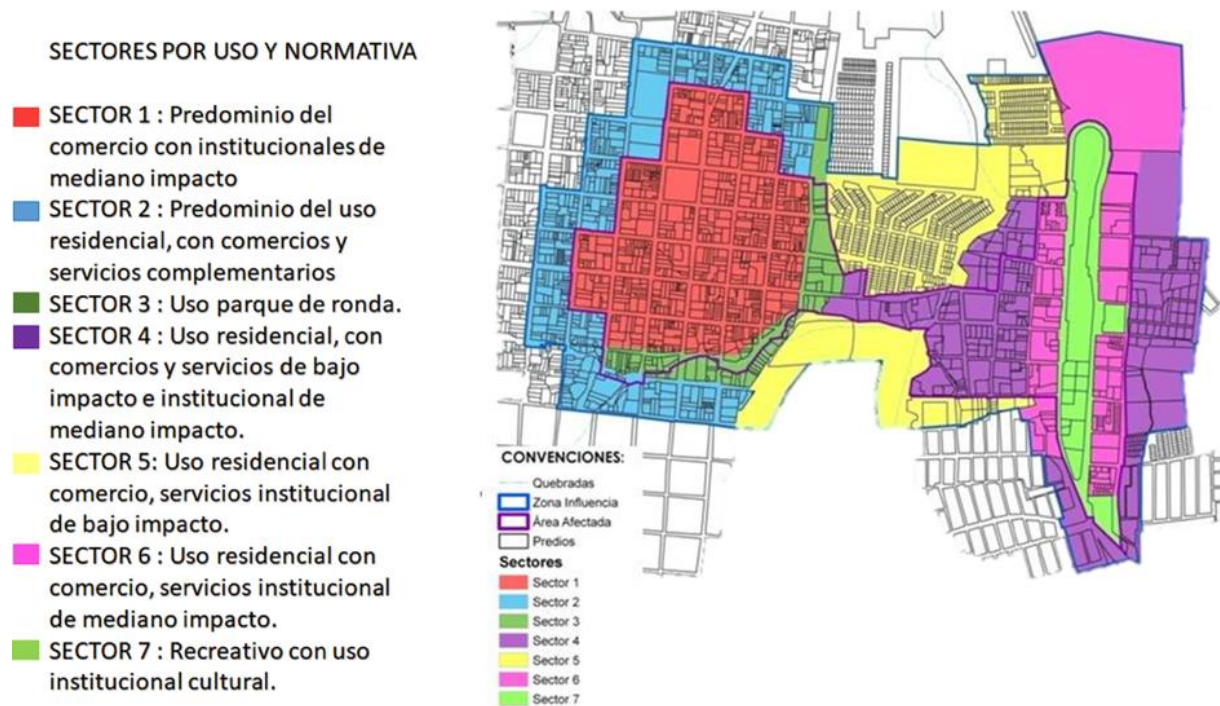 SECTORES POR USO Y NORMATIVA
SECTOR 1 : Predominio del
comercio con institucionales de
mediano impacto
SECTOR 2 : Predominio del uso
residencial, con comercios y
servicios complementarios
SECTOR 3 : Uso parque de ronda.
SECTOR 4 : Uso residencial, con
comercios y servicios de bajo
impacto e institucional de
mediano impacto.
SECTOR 5: Uso residencial con
comercio, servicios institucional
de bajo impacto.
SECTOR 6 : Uso residencial con
comercio, servicios institucional
de mediano impacto.
SECTOR 7 : Recreativo con uso
institucional cultural.
CONVENCIONES:
Quebradas
Zona Influencia
Área Afectada
Predios
Sectores
Sector 1
Sector 2
Sector 3
Sector 4
Sector 5
Sector 6
Sector 7